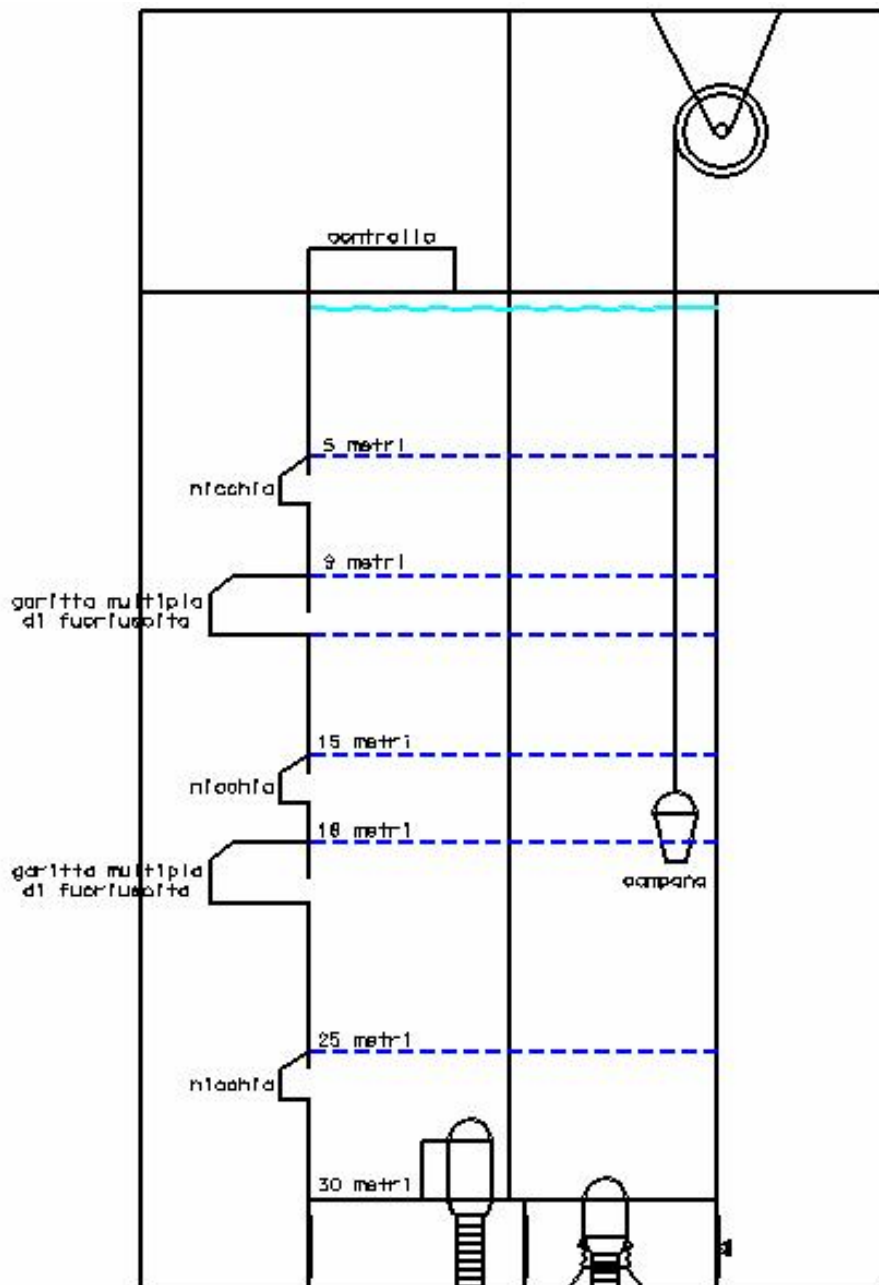 controllo
5 metri
nicchia
9 metri
garitta multipla
di fuoriuscita
15 metri
nicchia
18 metri
garitta multipla
di fuoriuscita
campana
25 metri
nicchia
30 metri